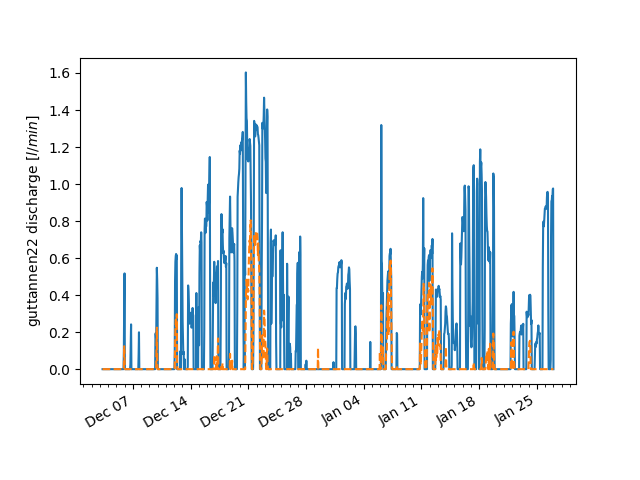 guttannen22 discharge [l/min]
1.6
1.4
1.2
1.0
0.8
0.6
0.4
0.2
0.0
Dec 07
Dec 14
Dec 21
Dec 28
Jan 04
Jan 11
Jan 18
Jan 25